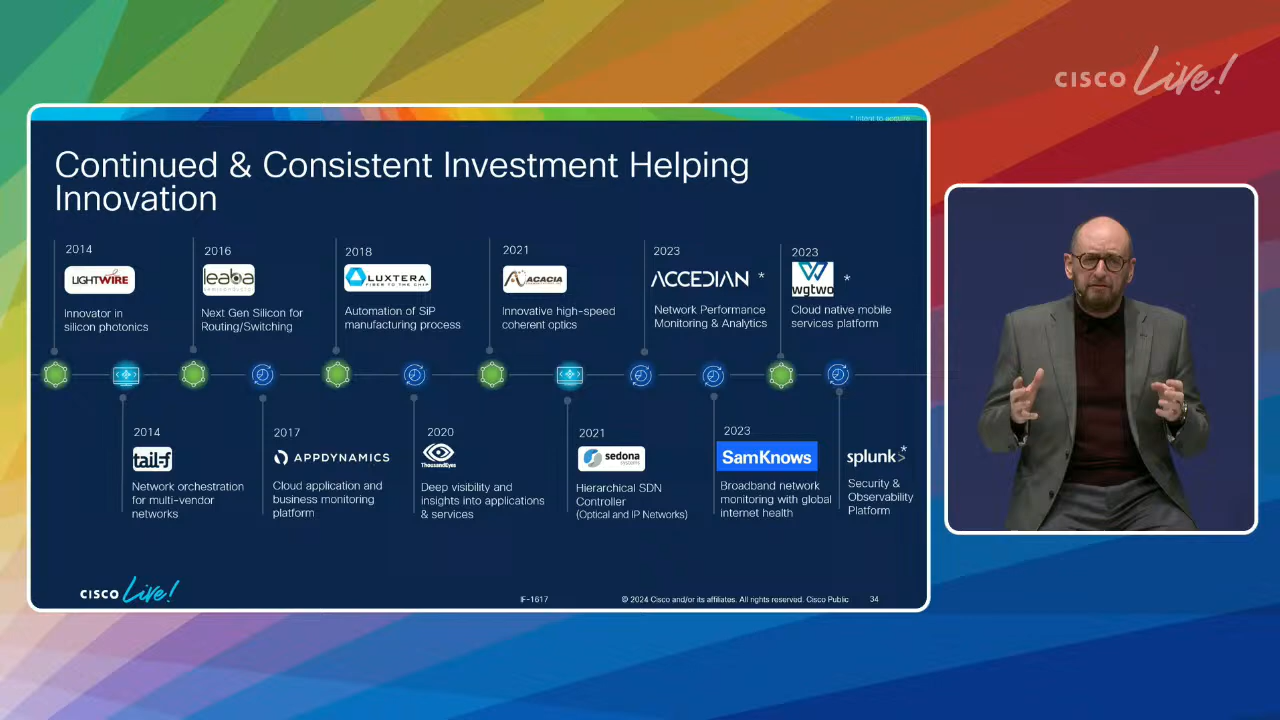 CISCO Live!
* Intent to acquire
Continued & Consistent Investment Helping
Innovation
2014
LIGHTWIRE
Innovator in
silicon photonics
2016
leaba
SEMICONDUCTOR
Next Gen Silicon for
Routing/Switching
2018
LUXTERA
FIBER TO THE CHIP
Automation of SiP
manufacturing process
2021
ACACIA
Innovative high-speed
coherent optics
2023
ACCEDIAN *
Network Performance
Monitoring & Analytics
2023
wgtwo *
Cloud native mobile
services platform
2014
tail-f
Network orchestration
for multi-vendor
networks
2017
APPDYNAMICS
Cloud application and
business monitoring
platform
2020
ThousandEyes
Deep visibility and
insights into applications
& services
2021
sedona
systems
Hierarchical SDN
Controller
(Optical and IP Networks)
2023
SamKnows
Broadband network
monitoring with global
internet health
splunk> *
Security &
Observability
Platform
CISCO Live!
IF-1617
© 2024 Cisco and/or its affiliates. All rights reserved. Cisco Public
34